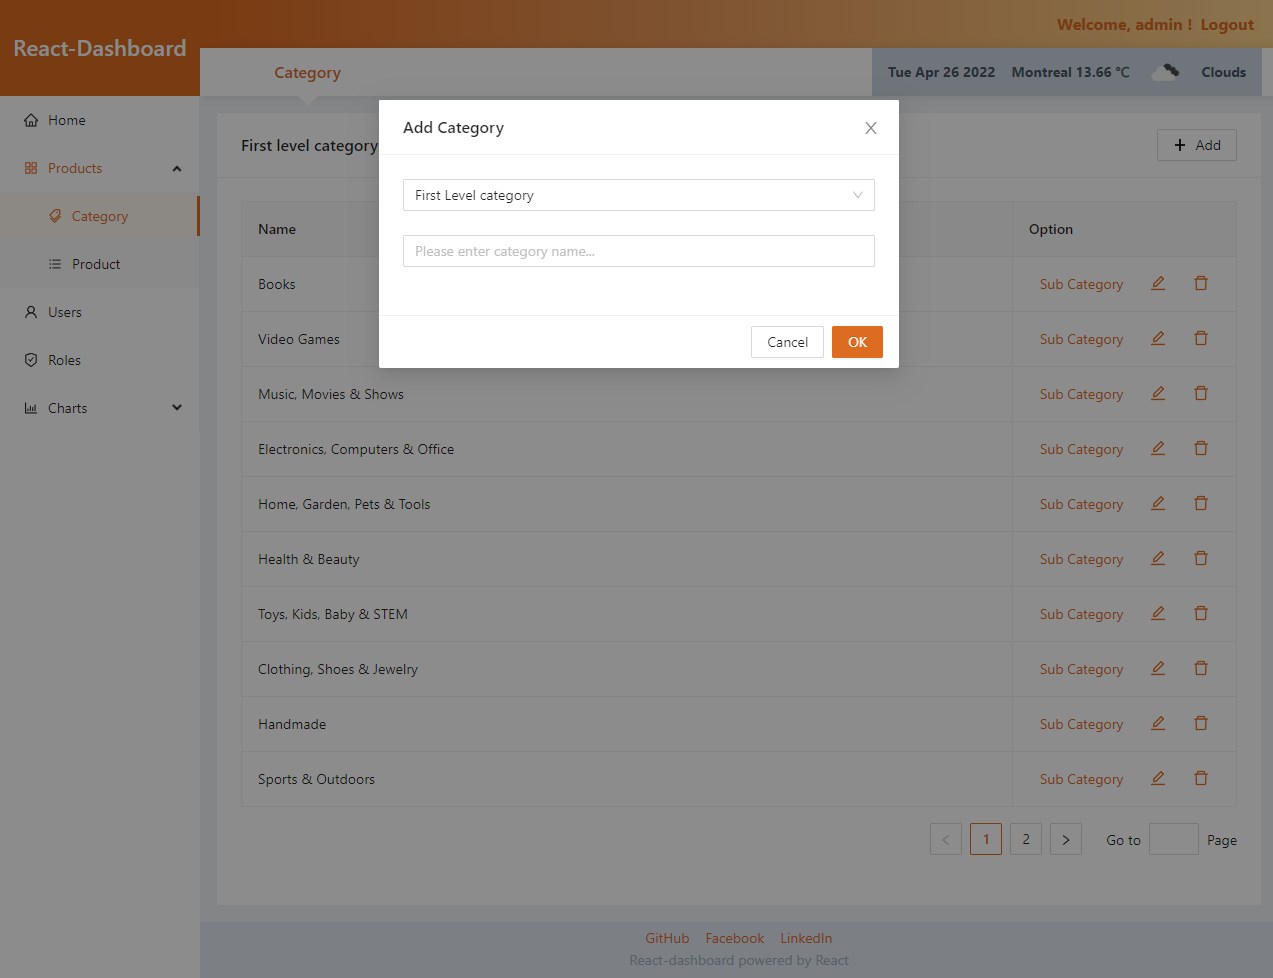 Welcome, admin ! Logout
React-Dashboard
Category
Tue Apr 26 2022 Montreal 13.66 ℃ Clouds
Home
Products
Category
Product
Users
Roles
Charts
First level category
Add
Add Category
First Level category
Please enter category name...
Cancel OK
Name Option
Books Sub Category
Video Games Sub Category
Music, Movies & Shows Sub Category
Electronics, Computers & Office Sub Category
Home, Garden, Pets & Tools Sub Category
Health & Beauty Sub Category
Toys, Kids, Baby & STEM Sub Category
Clothing, Shoes & Jewelry Sub Category
Handmade Sub Category
Sports & Outdoors Sub Category
< 1 2 > Go to Page
GitHub Facebook LinkedIn
React-dashboard powered by React